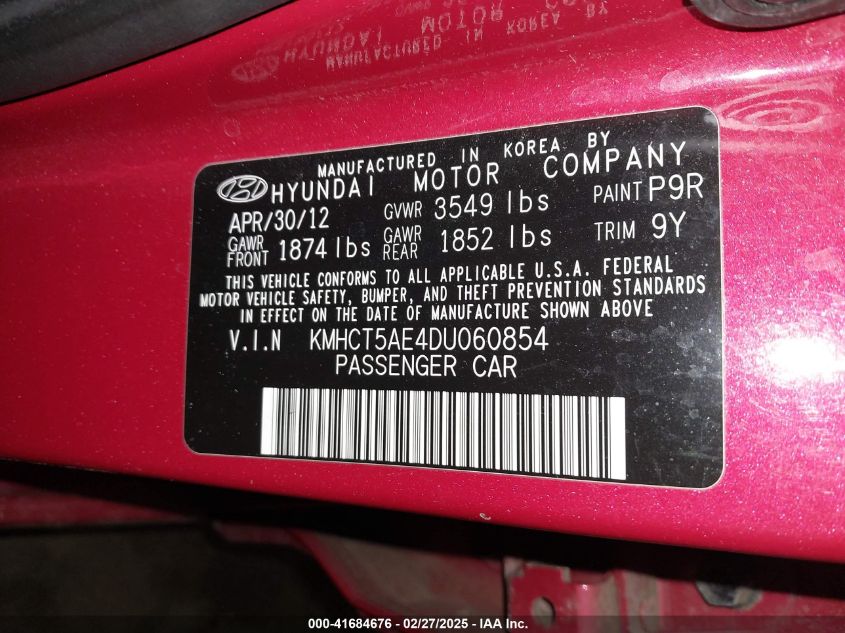 MANUFACTURED IN KOREA BY
HYUNDAI MOTOR COMPANY
APR/30/12 GVWR 3549 lbs PAINT P9R
GAWR FRONT 1874 lbs GAWR REAR 1852 lbs TRIM 9Y
THIS VEHICLE CONFORMS TO ALL APPLICABLE U.S.A. FEDERAL
MOTOR VEHICLE SAFETY, BUMPER, AND THEFT PREVENTION STANDARDS
IN EFFECT ON THE DATE OF MANUFACTURE SHOWN ABOVE
V.I.N KMHCT5AE4DU060854
PASSENGER CAR
000-41684676 - 02/27/2025 - IAA Inc.